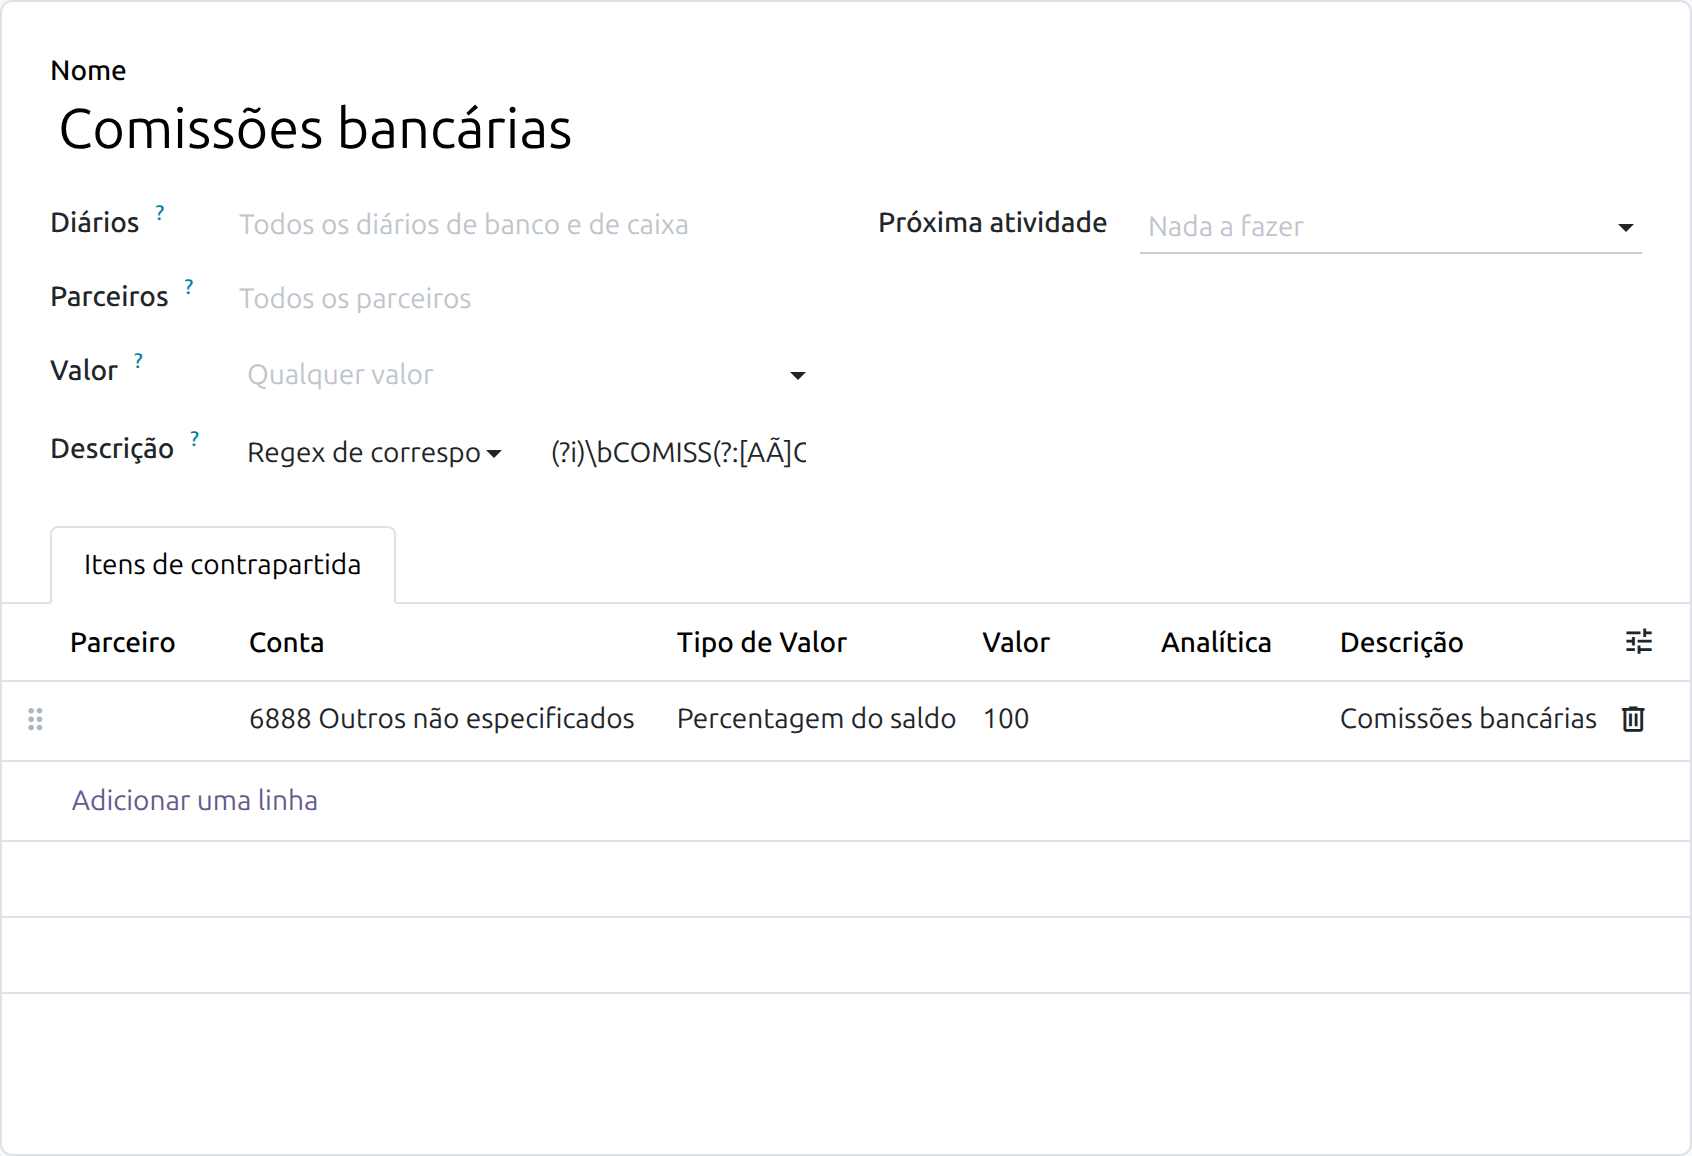 Nome
Comissões bancárias
Diários ? Todos os diários de banco e de caixa
Próxima atividade Nada a fazer
Parceiros ? Todos os parceiros
Valor ? Qualquer valor
Descrição ? Regex de correspo (?i)\bCOMISS(?:[AÃ]
Itens de contrapartida
Parceiro Conta Tipo de Valor Valor Analítica Descrição
6888 Outros não especificados Percentagem do saldo 100 Comissões bancárias
Adicionar uma linha